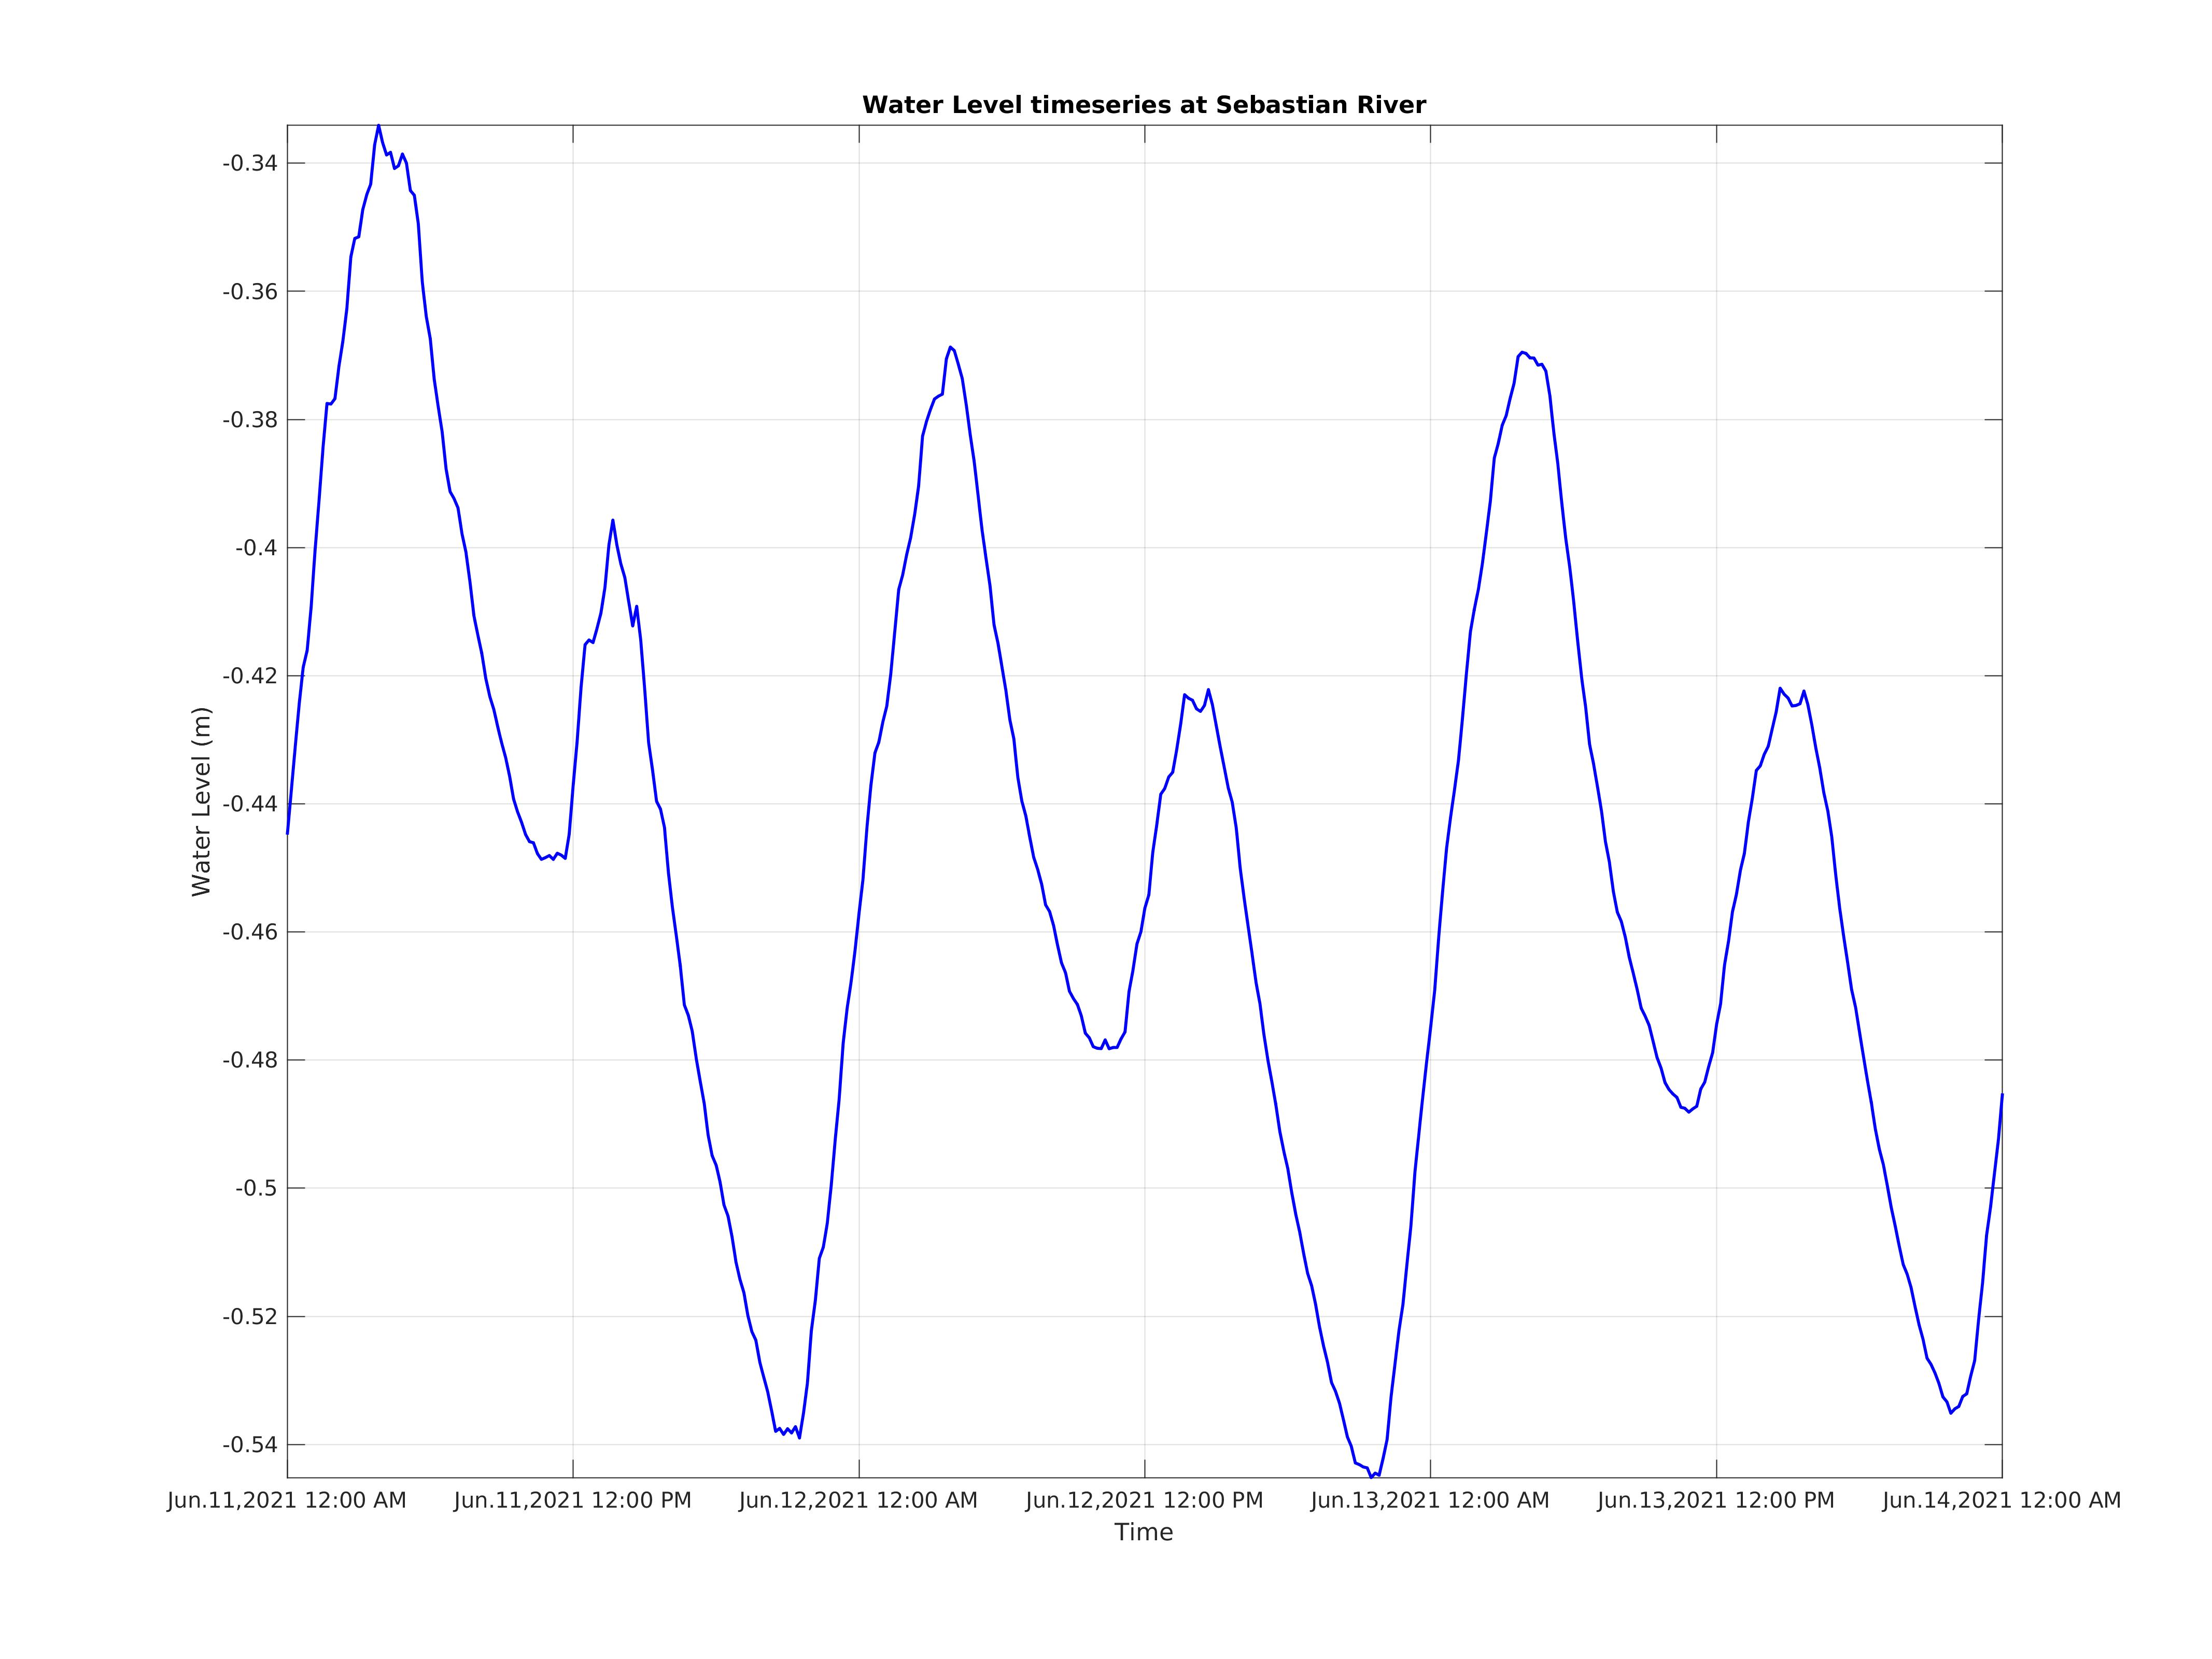 Water Level timeseries at Sebastian River
-0.34
-0.36
-0.38
-0.4
-0.42
-0.44
-0.46
-0.48
-0.5
-0.52
-0.54
Water Level (m)
Jun.11,2021 12:00 AM Jun.11,2021 12:00 PM Jun.12,2021 12:00 AM Jun.12,2021 12:00 PM Jun.13,2021 12:00 AM Jun.13,2021 12:00 PM Jun.14,2021 12:00 AM
Time